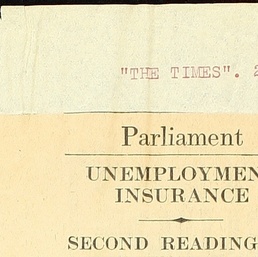 "THE TIMES". 2
Parliament
UNEMPLOYMEN
INSURANCE
SECOND READING